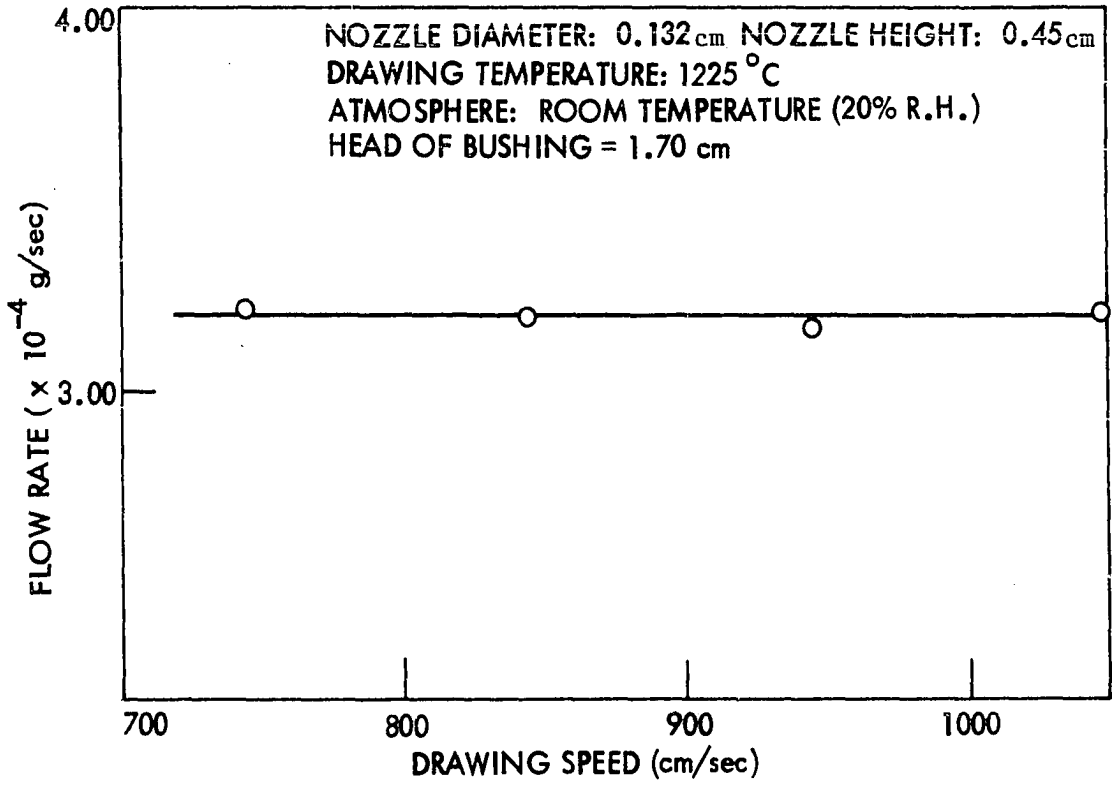 4.00
NOZZLE DIAMETER: 0.132cm NOZZLE HEIGHT: 0.45cm
DRAWING TEMPERATURE: 1225 °C
ATMOSPHERE: ROOM TEMPERATURE (20% R.H.)
HEAD OF BUSHING = 1.70 cm
FLOW RATE ( x 10⁻⁴ g/sec)
3.00
700 800 900 1000
DRAWING SPEED (cm/sec)